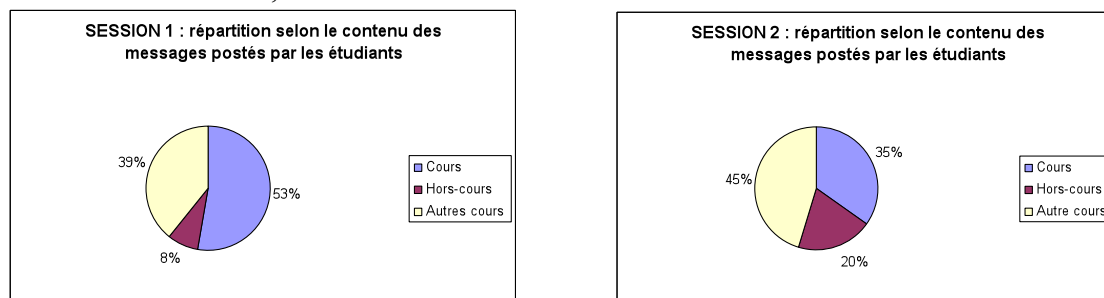 SESSION 1 : répartition selon le contenu des
messages postés par les étudiants
39%
53%
8%
Cours
Hors-cours
Autres cours
SESSION 2 : répartition selon le contenu des
messages postés par les étudiants
35%
45%
20%
Cours
Hors-cours
Autre cours